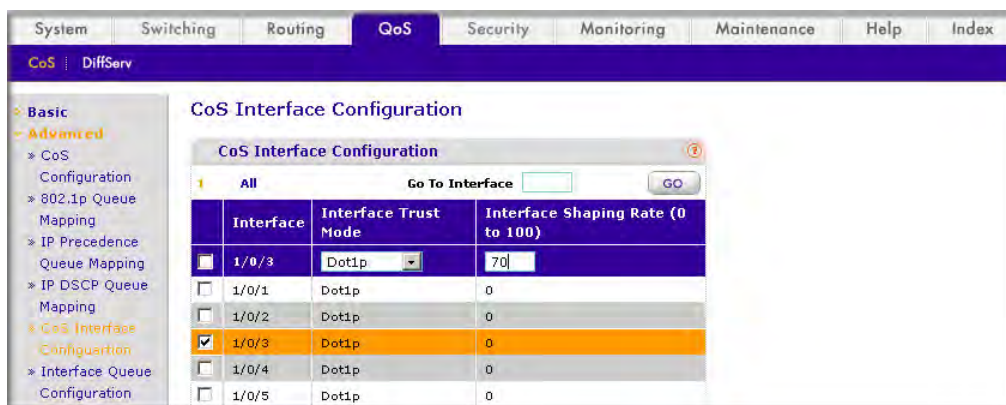 System Switching Routing QoS Security Monitoring Maintenance Help Index
CoS DiffServ
Basic
Advanced
» CoS
Configuration
» 802.1p Queue
Mapping
» IP Precedence
Queue Mapping
» IP DSCP Queue
Mapping
» CoS Interface
Configuartion
» Interface Queue
Configuration
CoS Interface Configuration
CoS Interface Configuration ?
1 All Go To Interface GO
Interface Interface Trust Mode Interface Shaping Rate (0 to 100)
1/0/3 Dot1p 70
1/0/1 Dot1p 0
1/0/2 Dot1p 0
1/0/3 Dot1p 0
1/0/4 Dot1p 0
1/0/5 Dot1p 0